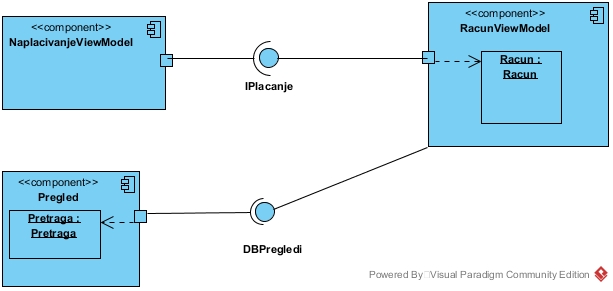 <<component>>
NaplacivanjeViewModel
<<component>>
RacunViewModel
Racun :
Racun
IPlacanje
<<component>>
Pregled
Pretraga :
Pretraga
DBPregledi
Powered By Visual Paradigm Community Edition